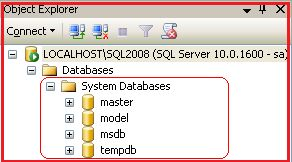 Object Explorer
Connect
LOCALHOST\SQL2008 (SQL Server 10.0.1600 - sa)
Databases
System Databases
master
model
msdb
tempdb